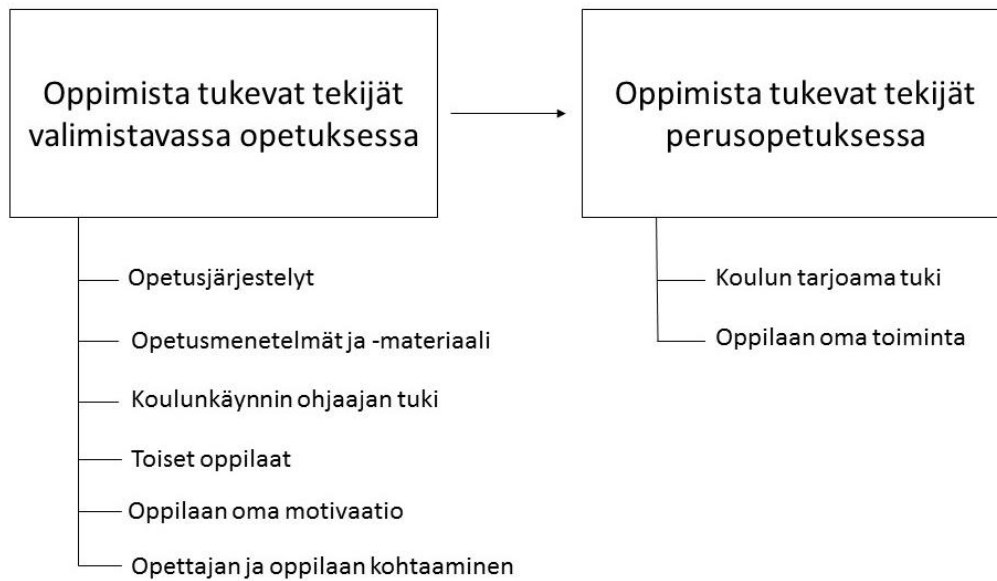 Oppimista tukevat tekijät
valimistavassa opetuksessa
Oppimista tukevat tekijät
perusopetuksessa
Opetusjärjestelyt
Opetusmenetelmät ja -materiaali
Koulunkäynnin ohjaajan tuki
Toiset oppilaat
Oppilaan oma motivaatio
Opettajan ja oppilaan kohtaaminen
Koulun tarjoama tuki
Oppilaan oma toiminta